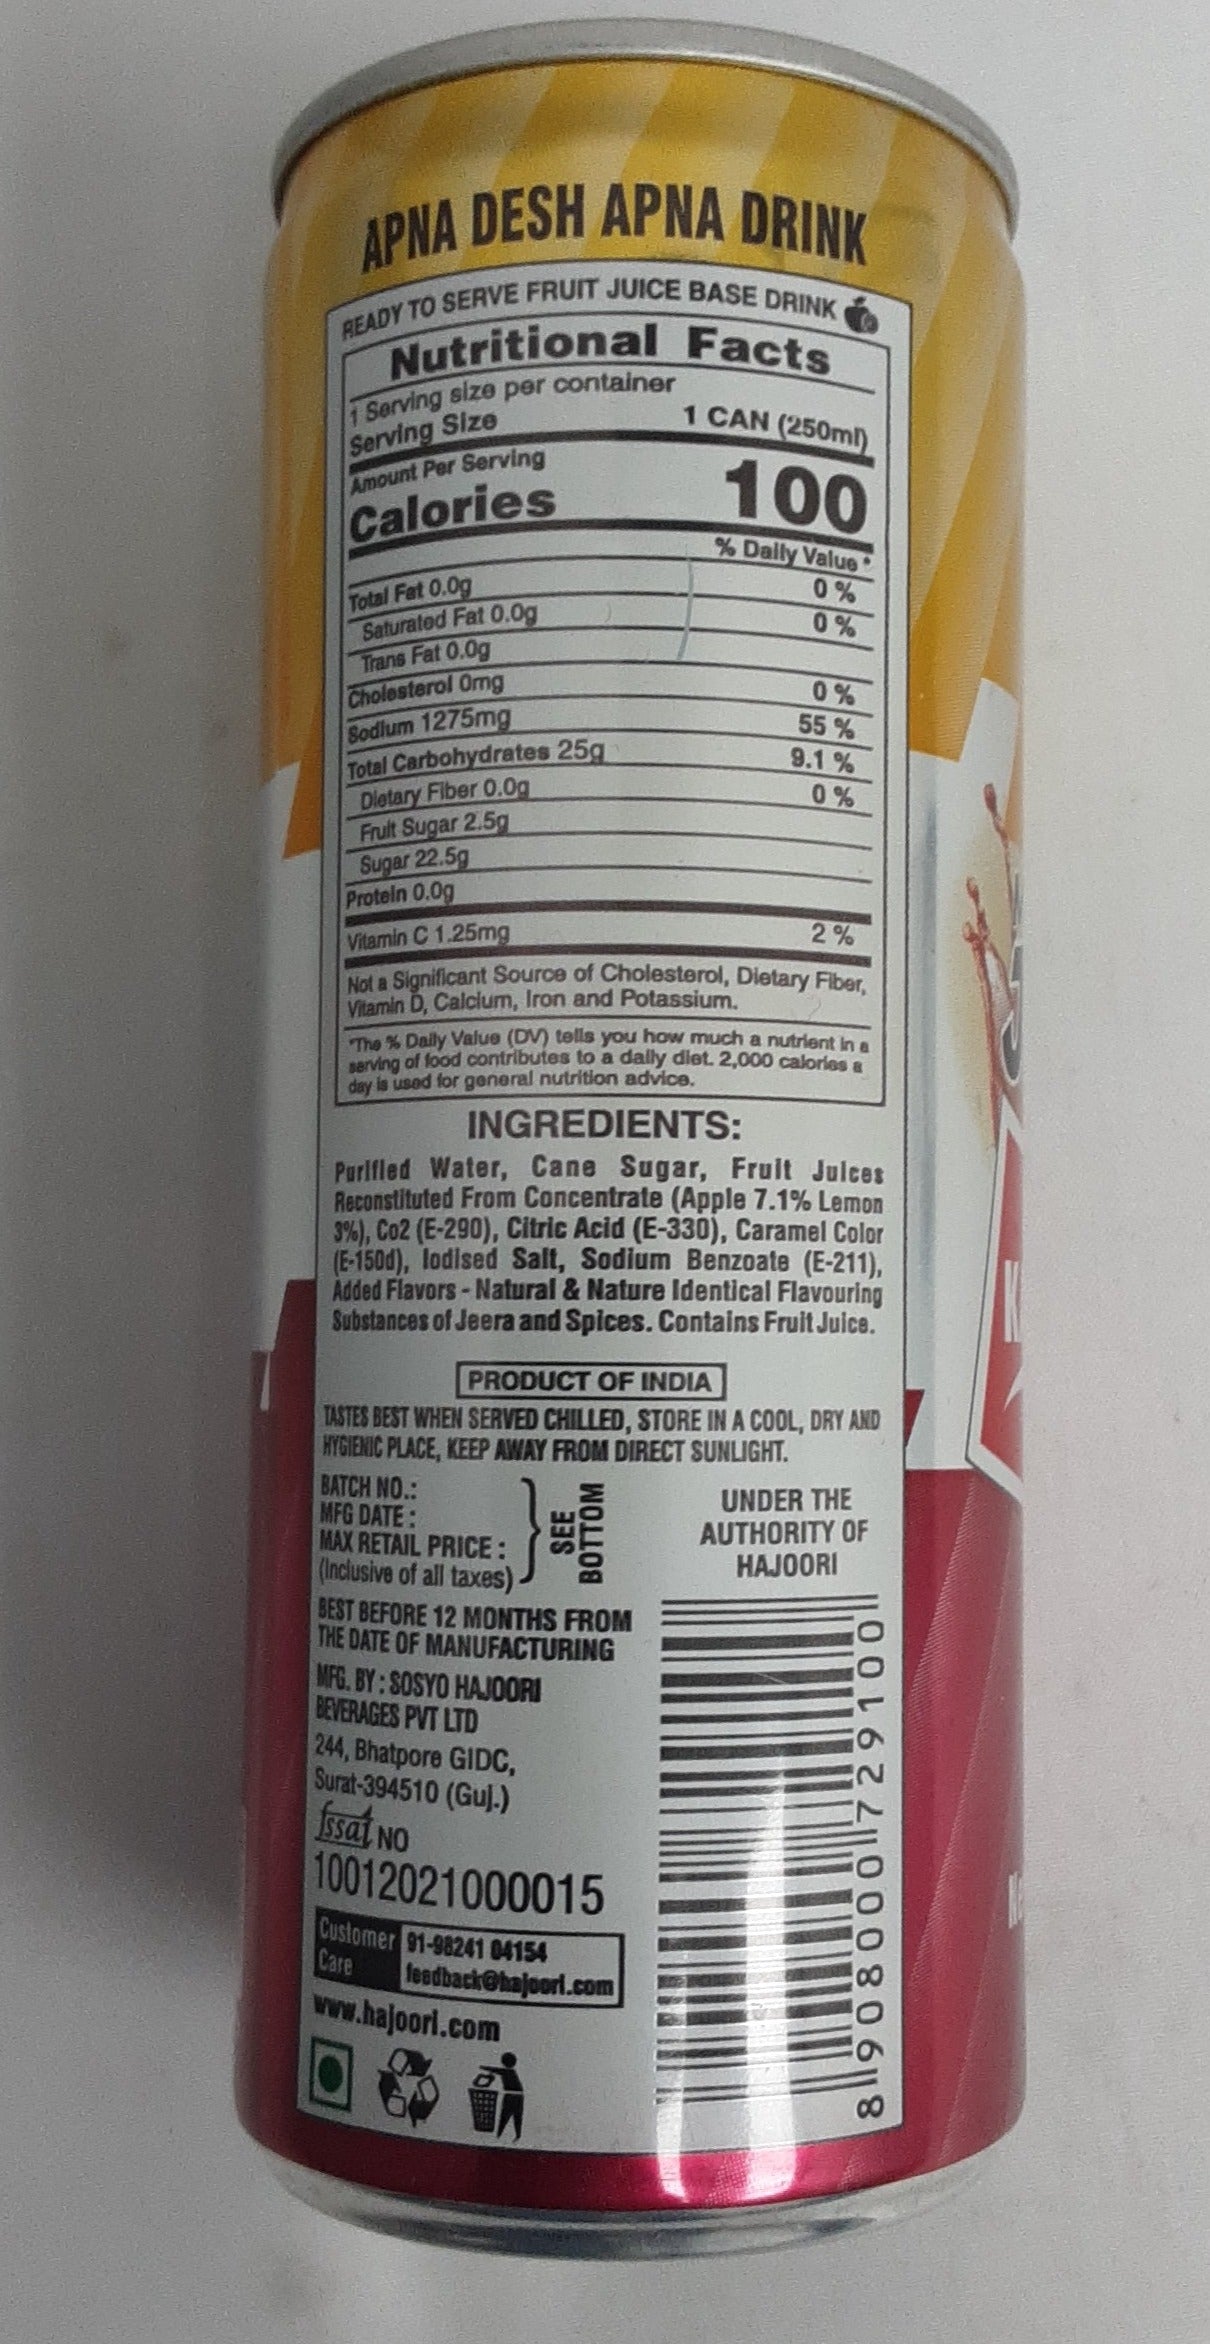 APNA DESH APNA DRINK
READY TO SERVE FRUIT JUICE BASE DRINK
Nutritional Facts
1 Serving size per container
Serving Size 1 CAN (250ml)
Amount Per Serving
Calories 100
% Daily Value*
Total Fat 0.0g 0 %
Saturated Fat 0.0g 0 %
Trans Fat 0.0g
Cholesterol 0mg 0 %
Sodium 1275mg 55 %
Total Carbohydrates 25g 9.1 %
Dietary Fiber 0.0g 0 %
Fruit Sugar 2.5g
Sugar 22.5g
Protein 0.0g
Vitamin C 1.25mg 2 %
Not a Significant Source of Cholesterol, Dietary Fiber,
Vitamin D, Calcium, Iron and Potassium.
*The % Daily Value (DV) tells you how much a nutrient in a
serving of food contributes to a daily diet. 2,000 calories a
day is used for general nutrition advice.
INGREDIENTS:
Purified Water, Cane Sugar, Fruit Juices
Reconstituted From Concentrate (Apple 7.1% Lemon
3%), Co2 (E-290), Citric Acid (E-330), Caramel Color
(E-150d), Iodised Salt, Sodium Benzoate (E-211),
Added Flavors - Natural & Nature Identical Flavouring
Substances of Jeera and Spices. Contains Fruit Juice.
PRODUCT OF INDIA
TASTES BEST WHEN SERVED CHILLED, STORE IN A COOL, DRY AND
HYGIENIC PLACE, KEEP AWAY FROM DIRECT SUNLIGHT.
BATCH NO.:
MFG DATE :
MAX RETAIL PRICE :
(Inclusive of all taxes)
SEE
BOTTOM
UNDER THE
AUTHORITY OF
HAJOORI
BEST BEFORE 12 MONTHS FROM
THE DATE OF MANUFACTURING
MFG. BY : SOSYO HAJOORI
BEVERAGES PVT LTD
244, Bhatpore GIDC,
Surat-394510 (Guj.)
fssai NO
10012021000015
Customer
Care
91-98241 04154
feedback@hajoori.com
www.hajoori.com
8 908000 729100